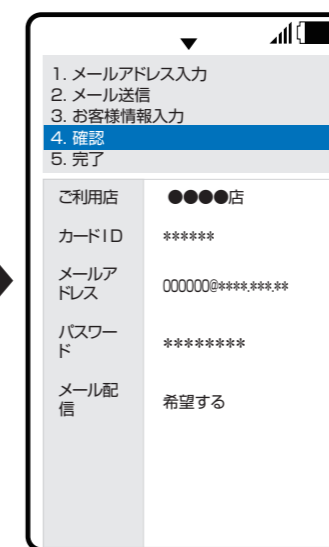 1. メールアドレス入力
2. メール送信
3. お客様情報入力
4. 確認
5. 完了
ご利用店 ●●●●店
カードID ******
メールア
ドレス 000000@****.***.**
パスワー
ド ********
メール配
信 希望する